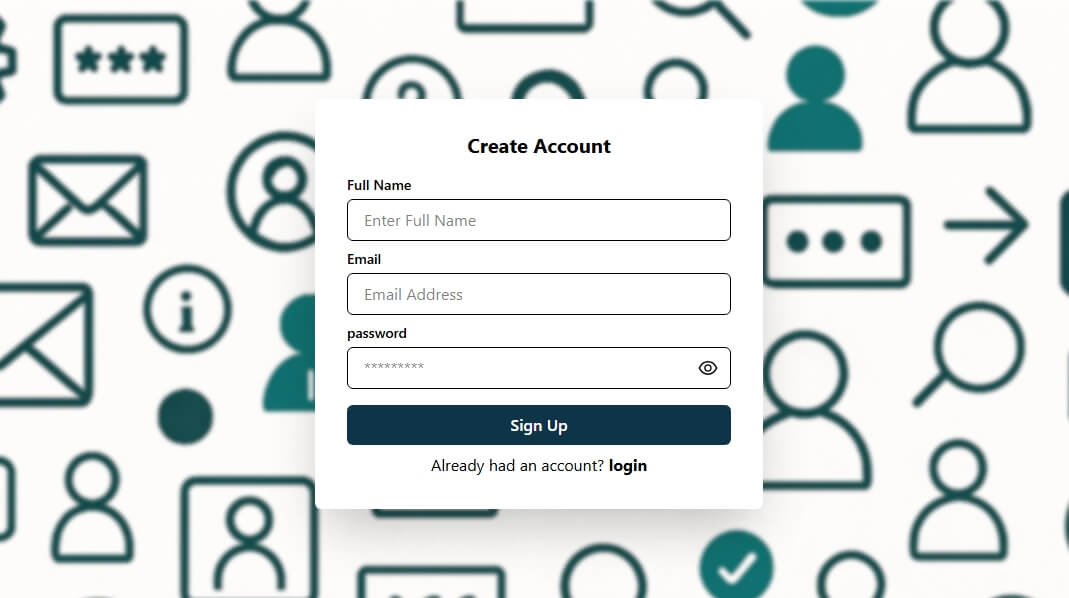 Create Account
Full Name
Enter Full Name
Email
Email Address
password
*********
Sign Up
Already had an account? login